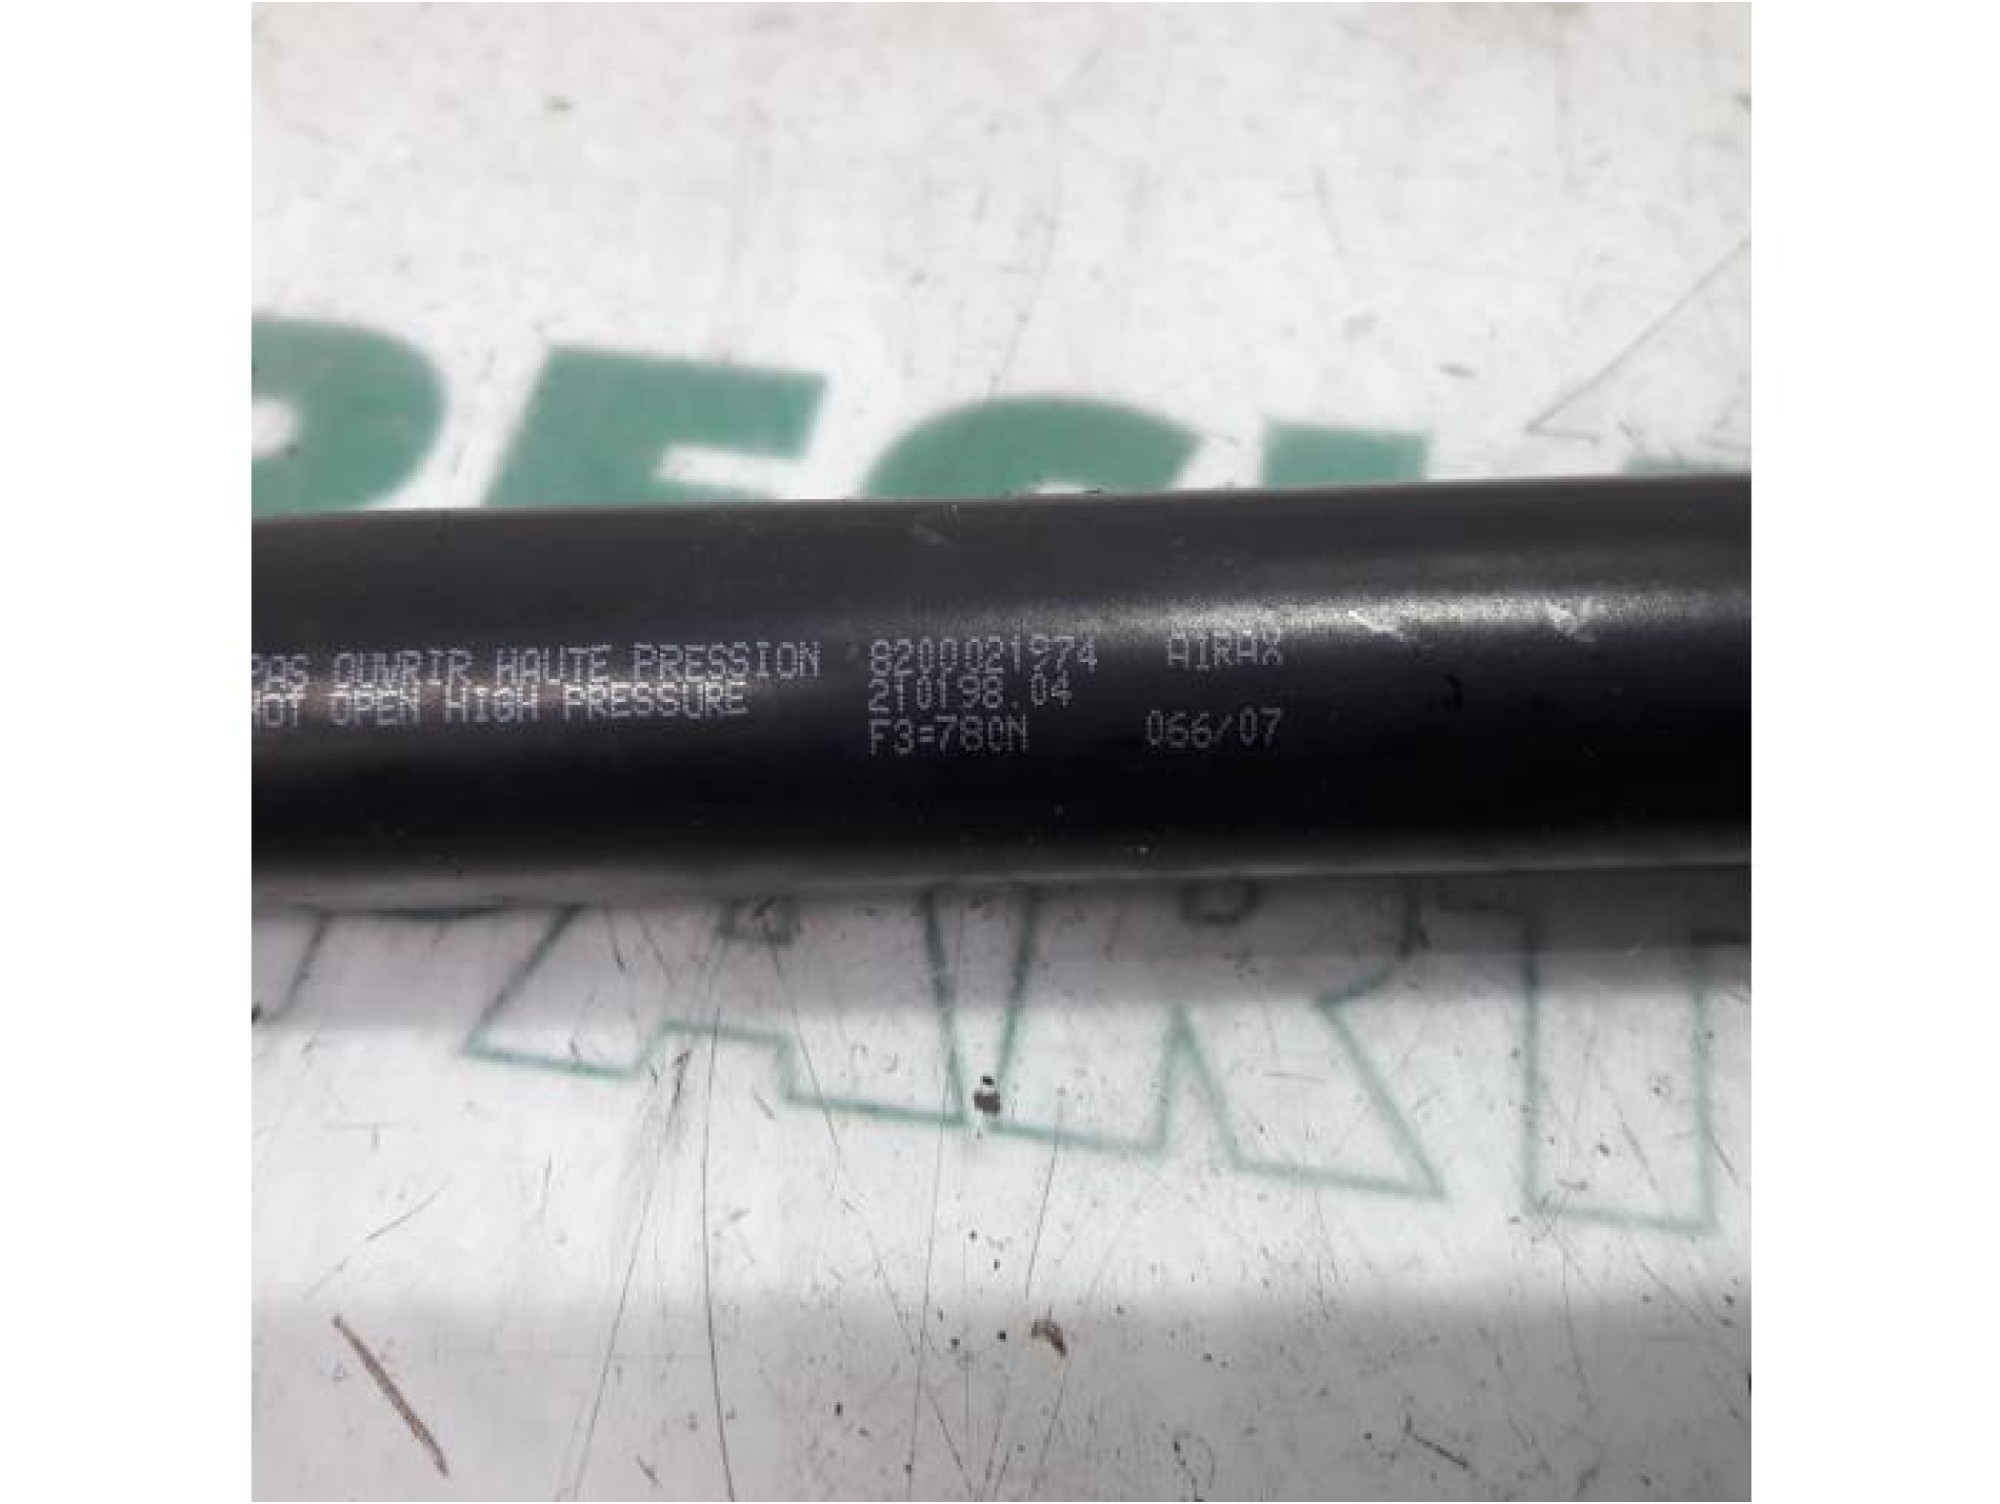 PAS OUVRIR HAUTE PRESSION 8200021974 AIRAX
NOT OPEN HIGH PRESSURE 210198.04
F3=780N 066/07